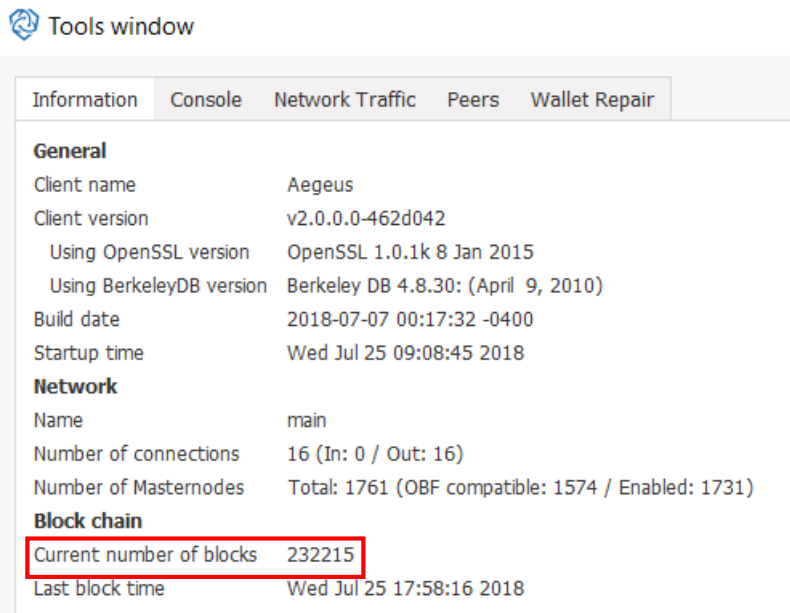 Tools window
Information Console Network Traffic Peers Wallet Repair
General
Client name Aegeus
Client version v2.0.0.0-462d042
Using OpenSSL version OpenSSL 1.0.1k 8 Jan 2015
Using BerkeleyDB version Berkeley DB 4.8.30: (April 9, 2010)
Build date 2018-07-07 00:17:32 -0400
Startup time Wed Jul 25 09:08:45 2018
Network
Name main
Number of connections 16 (In: 0 / Out: 16)
Number of Masternodes Total: 1761 (OBF compatible: 1574 / Enabled: 1731)
Block chain
Current number of blocks 232215
Last block time Wed Jul 25 17:58:16 2018